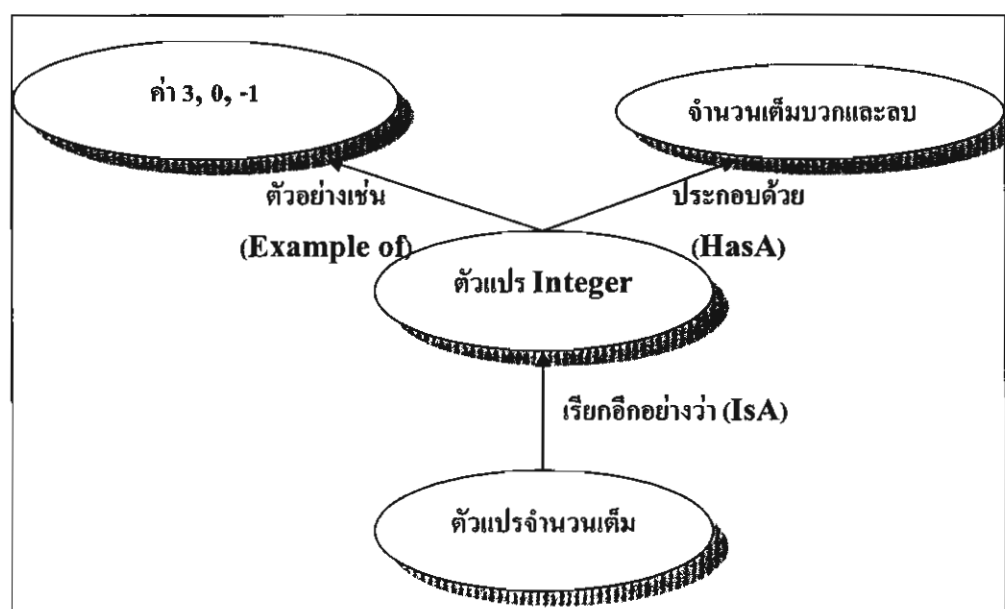 ค่า 3, 0, -1
จำนวนเต็มบวกและลบ
ตัวอย่างเช่น
(Example of)
ประกอบด้วย
(HasA)
ตัวแปร Integer
เรียกอีกอย่างว่า (IsA)
ตัวแปรจำนวนเต็ม